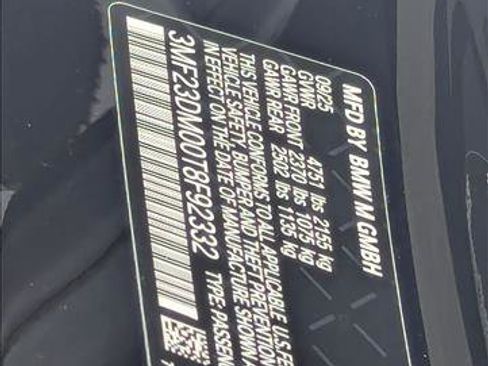 MFD BY BMW M GMBH
09/25
GVWR 4751 lbs 2155 kg
GAWR FRONT 2370 lbs 1075 kg
GAWR REAR 2502 lbs 1135 kg
THIS VEHICLE CONFORMS TO ALL APPLICABLE U.S.FE
VEHICLE SAFETY, BUMPER AND THEFT PREVENTION
IN EFFECT ON THE DATE OF MANUFACTURE SHOWN A
3MF23DM00T8F92332 TYPE: PASSEN